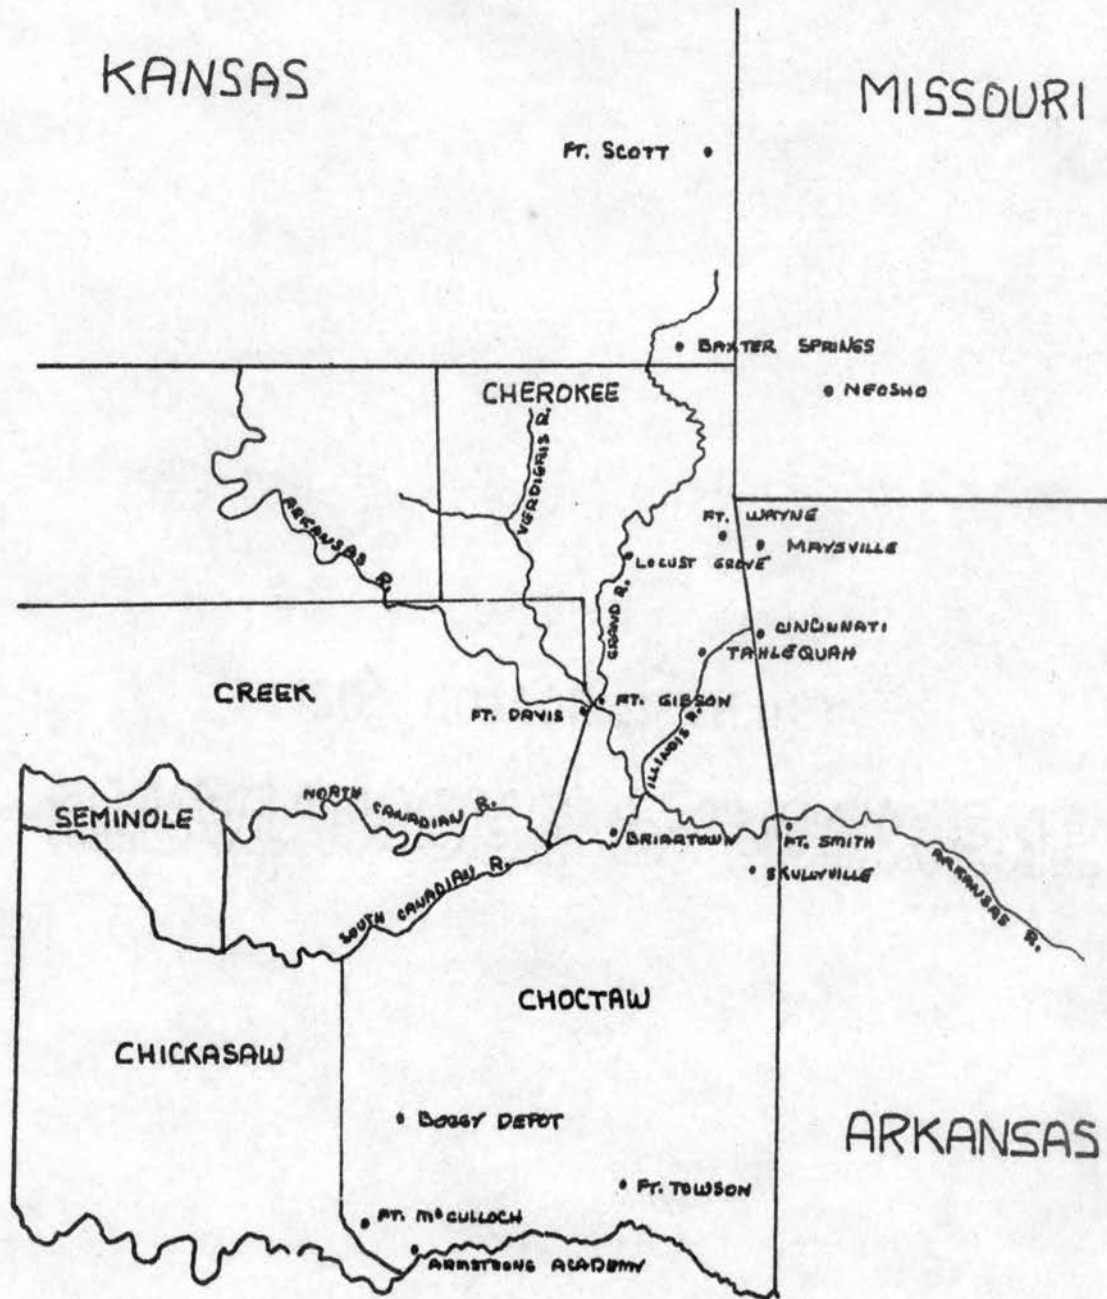 KANSAS
MISSOURI
FT. SCOTT
BAXTER SPRINGS
NEOSHO
CHEROKEE
VERDIGRIS R.
ARKANSAS R.
FT. WAYNE
MAYSVILLE
LOCUST GROVE
GRAND R.
CINCINNATI
TAHLEQUAH
CREEK
FT. DAVIS
FT. GIBSON
ILLINOIS R.
NORTH CANADIAN R.
SEMINOLE
BRIARTOWN
FT. SMITH
SKULLYVILLE
ARKANSAS R.
SOUTH CANADIAN R.
CHOCTAW
CHICKASAW
BOGGY DEPOT
ARKANSAS
FT. TOWSON
FT. McCULLOCH
ARMSTRONG ACADEMY